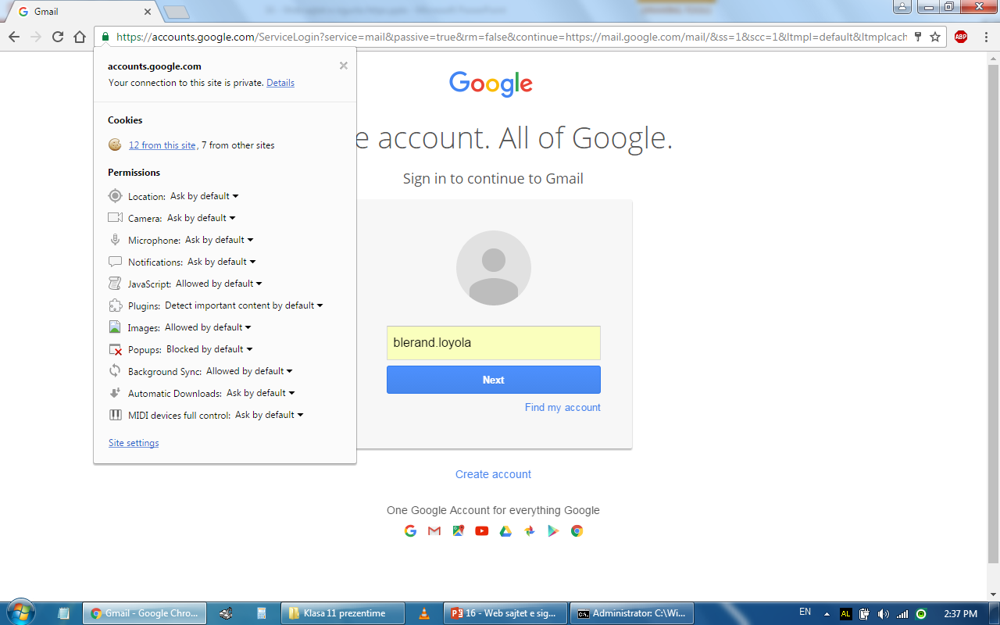 Gmail
https://accounts.google.com/ServiceLogin?service=mail&passive=true&rm=false&continue=https://mail.google.com/mail/&ss=1&scc=1&ltmpl=default&ltmplcach
ABP
accounts.google.com
Your connection to this site is private. Details
Cookies
12 from this site, 7 from other sites
Permissions
Location: Ask by default
Camera: Ask by default
Microphone: Ask by default
Notifications: Ask by default
JavaScript: Allowed by default
Plugins: Detect important content by default
Images: Allowed by default
Popups: Blocked by default
Background Sync: Allowed by default
Automatic Downloads: Ask by default
MIDI devices full control: Ask by default
Site settings
Google
e account. All of Google.
Sign in to continue to Gmail
blerand.loyola
Next
Find my account
Create account
One Google Account for everything Google
Gmail - Google Chro...
Klasa 11 prezentime
16 - Web sajtet e sig...
Administrator: C:\Wi...
EN
AL
2:37 PM